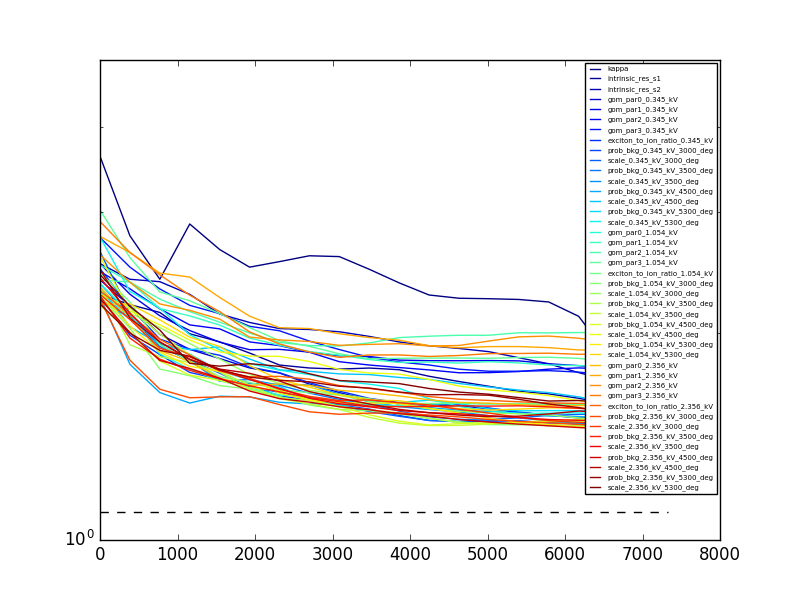 kappa
intrinsic_res_s1
intrinsic_res_s2
gom_par0_0.345_kV
gom_par1_0.345_kV
gom_par2_0.345_kV
gom_par3_0.345_kV
exciton_to_ion_ratio_0.345_kV
prob_bkg_0.345_kV_3000_deg
scale_0.345_kV_3000_deg
prob_bkg_0.345_kV_3500_deg
scale_0.345_kV_3500_deg
prob_bkg_0.345_kV_4500_deg
scale_0.345_kV_4500_deg
prob_bkg_0.345_kV_5300_deg
scale_0.345_kV_5300_deg
gom_par0_1.054_kV
gom_par1_1.054_kV
gom_par2_1.054_kV
gom_par3_1.054_kV
exciton_to_ion_ratio_1.054_kV
prob_bkg_1.054_kV_3000_deg
scale_1.054_kV_3000_deg
prob_bkg_1.054_kV_3500_deg
scale_1.054_kV_3500_deg
prob_bkg_1.054_kV_4500_deg
scale_1.054_kV_4500_deg
prob_bkg_1.054_kV_5300_deg
scale_1.054_kV_5300_deg
gom_par0_2.356_kV
gom_par1_2.356_kV
gom_par2_2.356_kV
gom_par3_2.356_kV
exciton_to_ion_ratio_2.356_kV
prob_bkg_2.356_kV_3000_deg
scale_2.356_kV_3000_deg
prob_bkg_2.356_kV_3500_deg
scale_2.356_kV_3500_deg
prob_bkg_2.356_kV_4500_deg
scale_2.356_kV_4500_deg
prob_bkg_2.356_kV_5300_deg
scale_2.356_kV_5300_deg
10^0
0 1000 2000 3000 4000 5000 6000 7000 8000